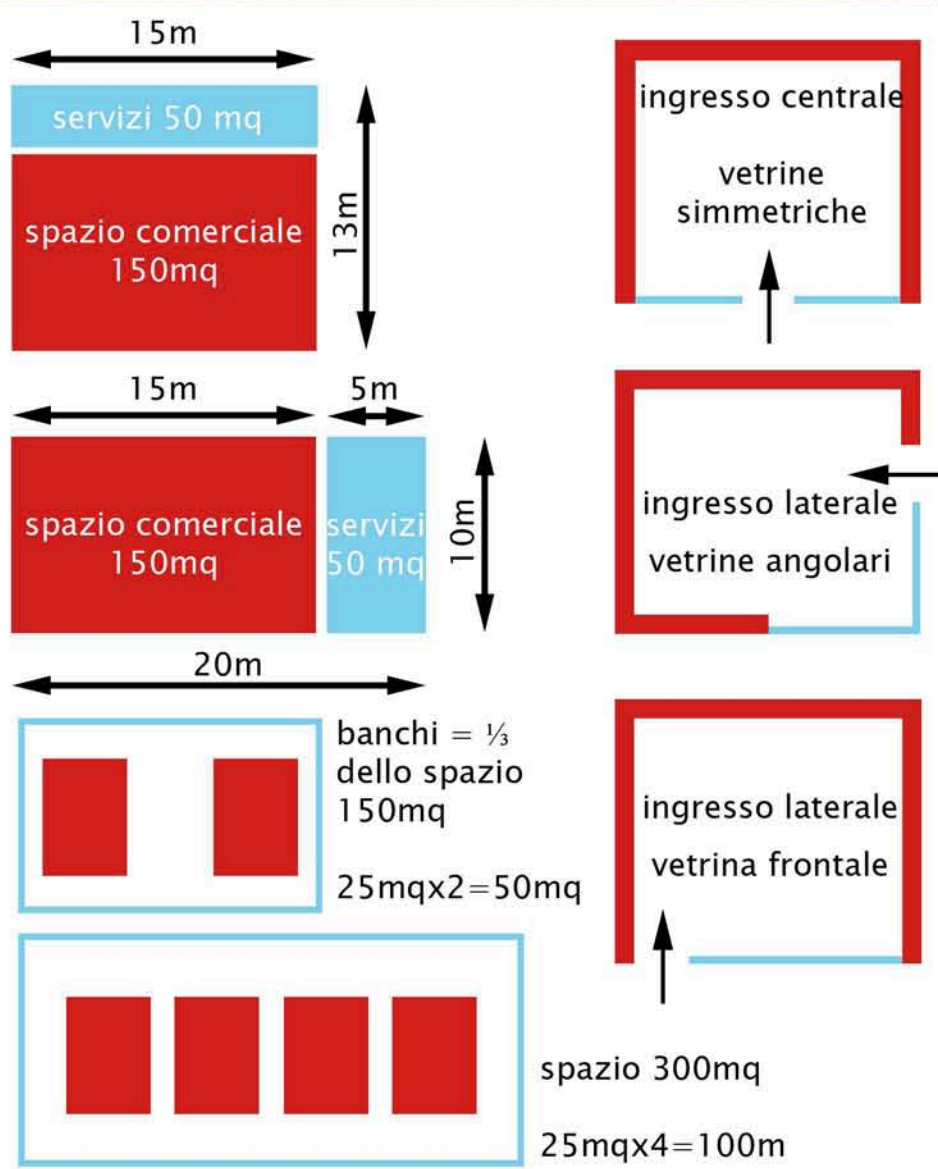 15m
servizi 50 mq
spazio comerciale
150mq
13m
15m
5m
spazio comerciale
150mq
servizi
50 mq
10m
20m
banchi = ⅓
dello spazio
150mq
25mqx2=50mq
spazio 300mq
25mqx4=100m
ingresso centrale
vetrine
simmetriche
ingresso laterale
vetrine angolari
ingresso laterale
vetrina frontale